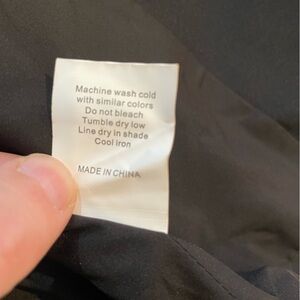 Machine wash cold
with similar colors
Do not bleach
Tumble dry low
Line dry in shade
Cool Iron
MADE IN CHINA